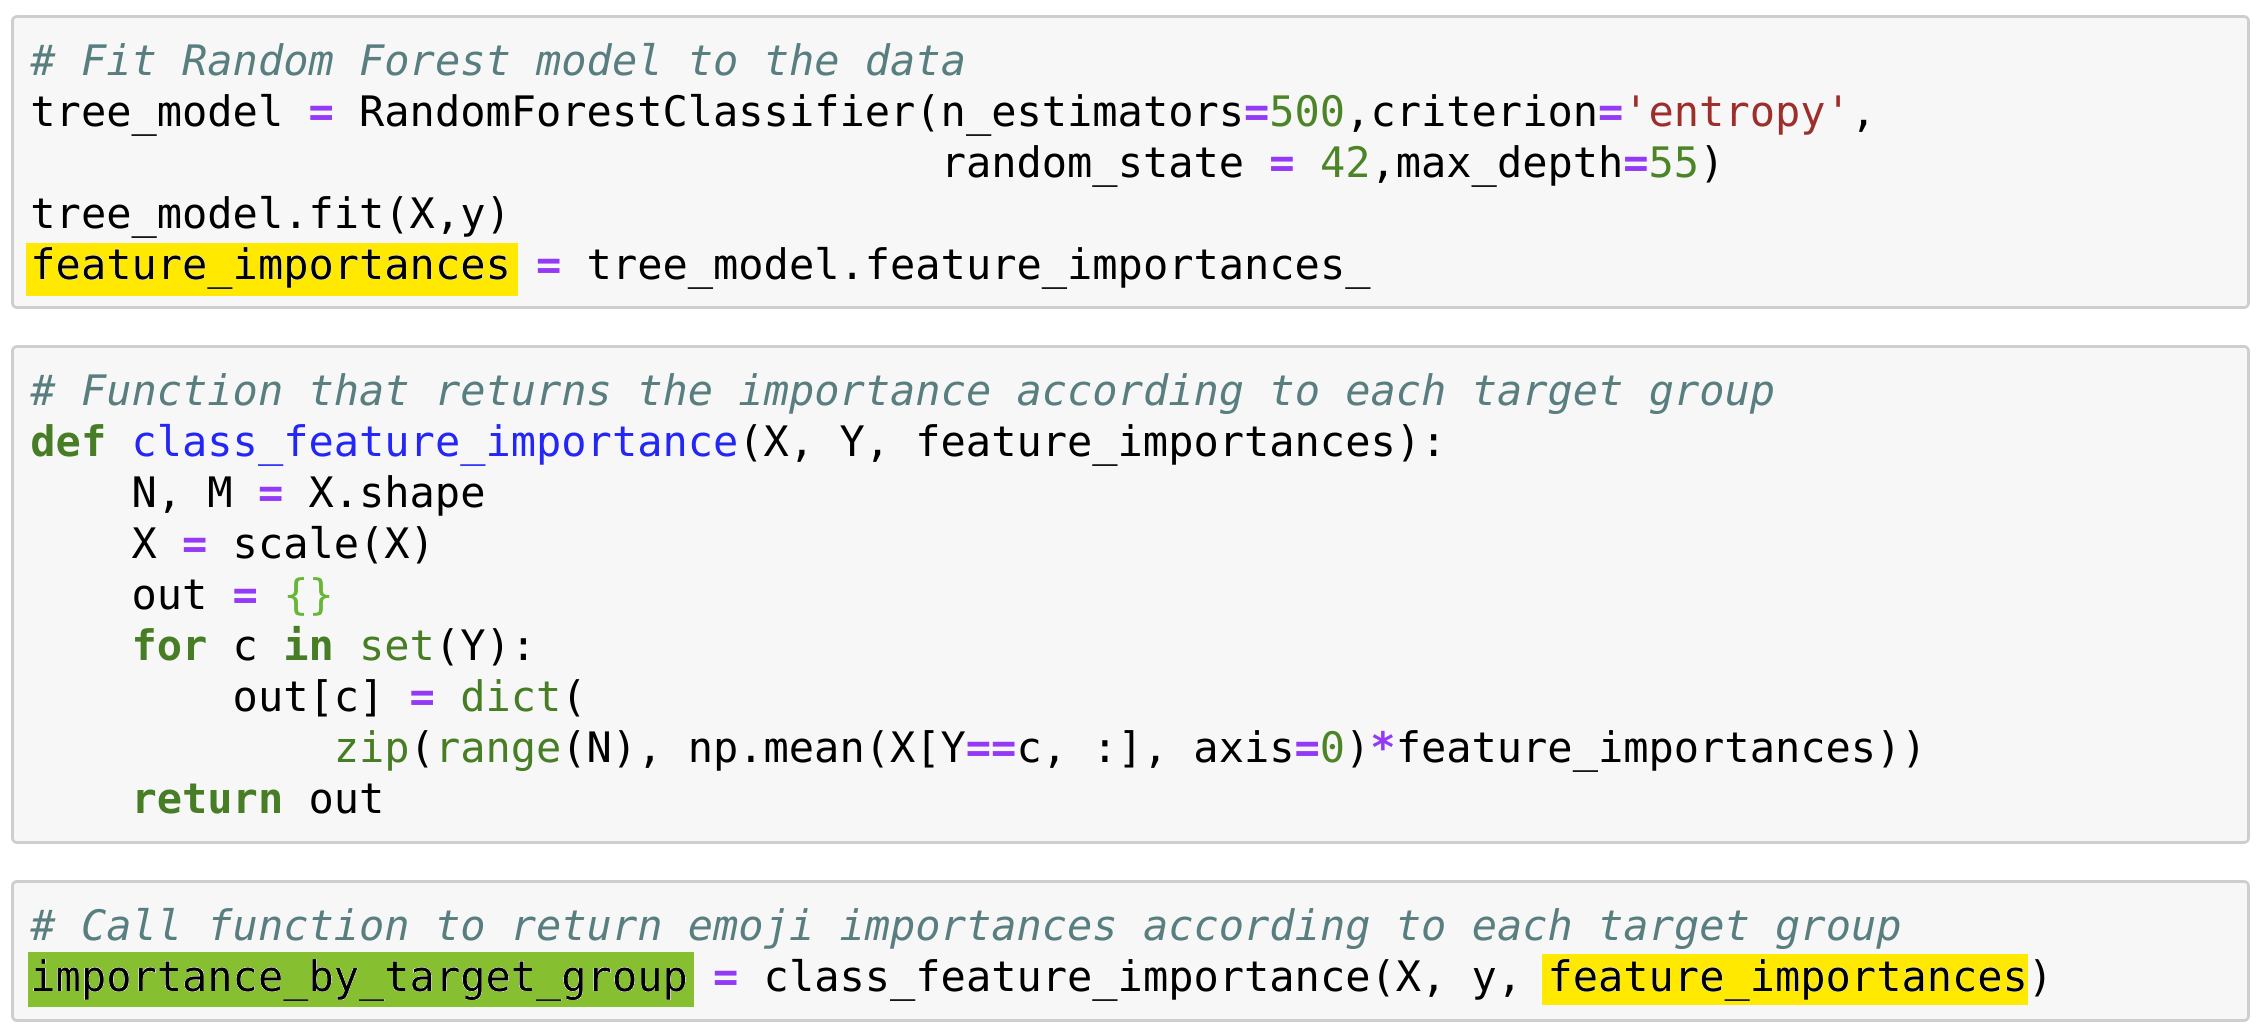 # Fit Random Forest model to the data
tree_model = RandomForestClassifier(n_estimators=500,criterion='entropy',
                                    random_state = 42,max_depth=55)
tree_model.fit(X,y)
feature_importances = tree_model.feature_importances_
# Function that returns the importance according to each target group
def class_feature_importance(X, Y, feature_importances):
    N, M = X.shape
    X = scale(X)
    out = {}
    for c in set(Y):
        out[c] = dict(
            zip(range(N), np.mean(X[Y==c, :], axis=0)*feature_importances))
    return out
# Call function to return emoji importances according to each target group
importance_by_target_group = class_feature_importance(X, y, feature_importances)